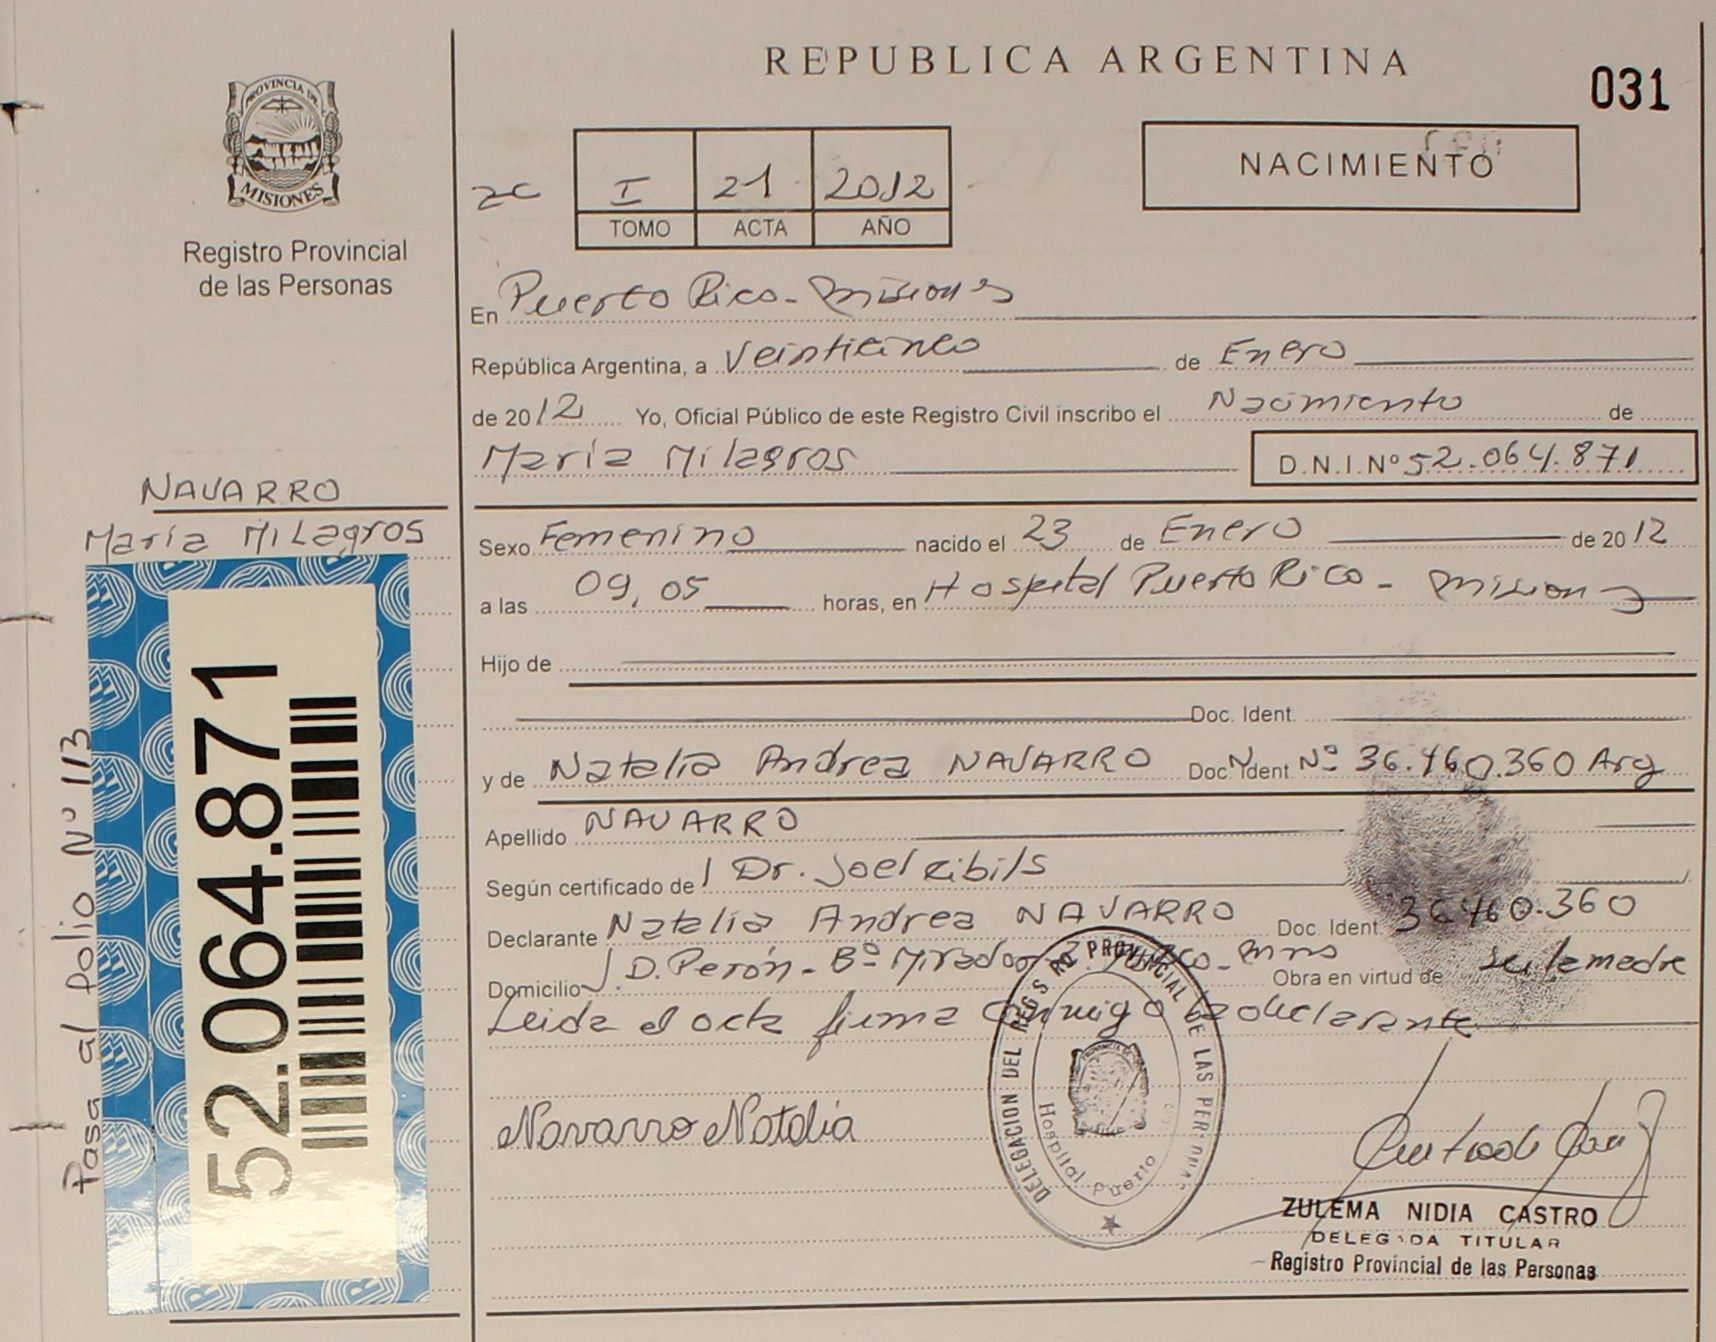 REPUBLICA ARGENTINA
031
PROVINCIA DE
MISIONES
Registro Provincial
de las Personas
NACIMIENTO
2c I 21 2012
TOMO ACTA AÑO
En Puerto Rico - Misiones
República Argentina, a Veinticinco de Enero
de 2012 Yo, Oficial Público de este Registro Civil inscribo el Nacimiento de
María Milagros D.N.I.Nº 52.064.871
NAVARRO
María Milagros
Sexo Femenino nacido el 23 de Enero de 2012
a las 09,05 horas, en Hospital Puerto Rico - Misiones
Hijo de
Doc. Ident.
y de Natalia Andrea NAVARRO Doc. Ident. Nº 36.460.360 Arg
Apellido NAVARRO
Según certificado de Dr. Joel Cibils
Declarante Natalia Andrea NAVARRO Doc. Ident. 36460.360
Domicilio J.D. Perón - Bº Mirador - Mns Obra en virtud de ser la madre
Leida el acta firma conmigo la declarante
Navarro Natalia
DELEGACION DEL REGIS RO PROVINCIAL DE LAS PERSONAS
Hospital Puerto
ZULEMA NIDIA CASTRO
DELEGADA TITULAR
Registro Provincial de las Personas
52.064.871
Pasa al folio Nº 113